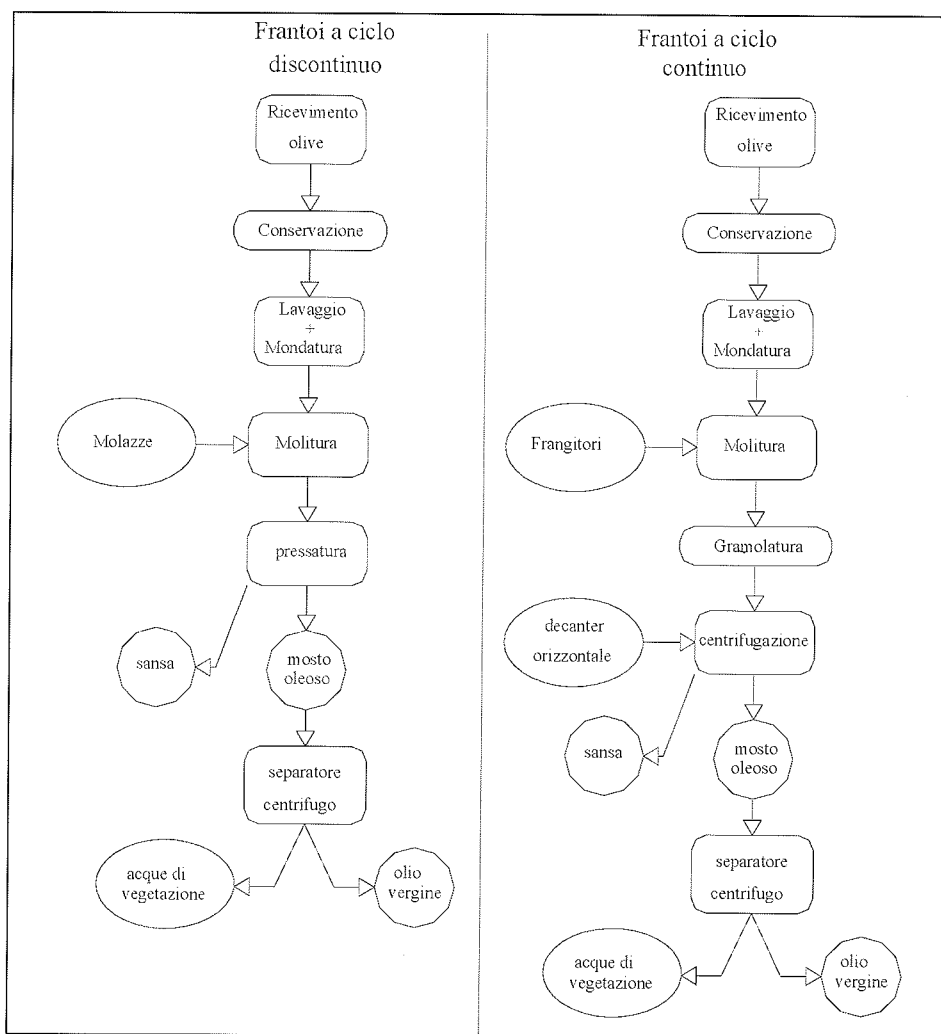 Frantoi a ciclo
discontinuo
Ricevimento
olive
Conservazione
Lavaggio
+
Mondatura
Molazze
Molitura
pressatura
sansa
mosto
oleoso
separatore
centrifugo
acque di
vegetazione
olio
vergine
Frantoi a ciclo
continuo
Ricevimento
olive
Conservazione
Lavaggio
+
Mondatura
Frangitori
Molitura
Gramolatura
decanter
orizzontale
centrifugazione
sansa
mosto
oleoso
separatore
centrifugo
acque di
vegetazione
olio
vergine